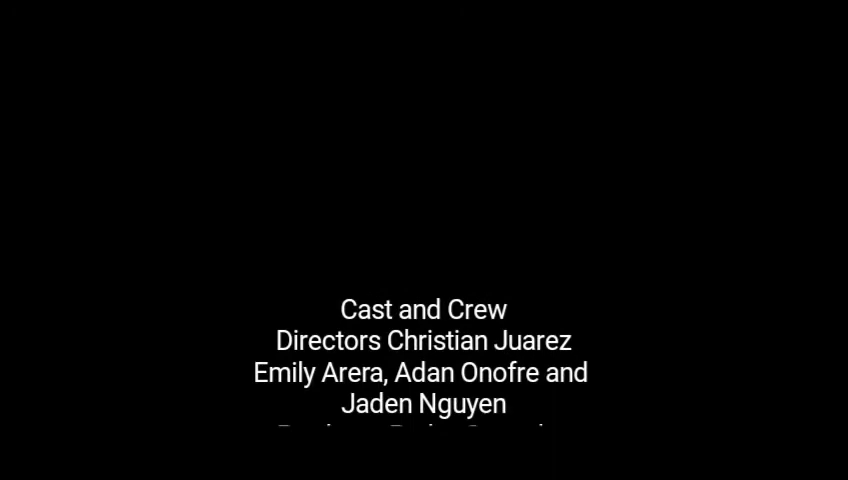 Cast and Crew
Directors Christian Juarez
Emily Arera, Adan Onofre and
Jaden Nguyen